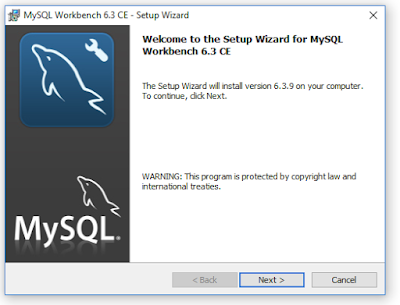 MySQL Workbench 6.3 CE - Setup Wizard
Welcome to the Setup Wizard for MySQL
Workbench 6.3 CE
The Setup Wizard will install version 6.3.9 on your computer.
To continue, click Next.
WARNING: This program is protected by copyright law and
international treaties.
MySQL.
< Back
Next >
Cancel